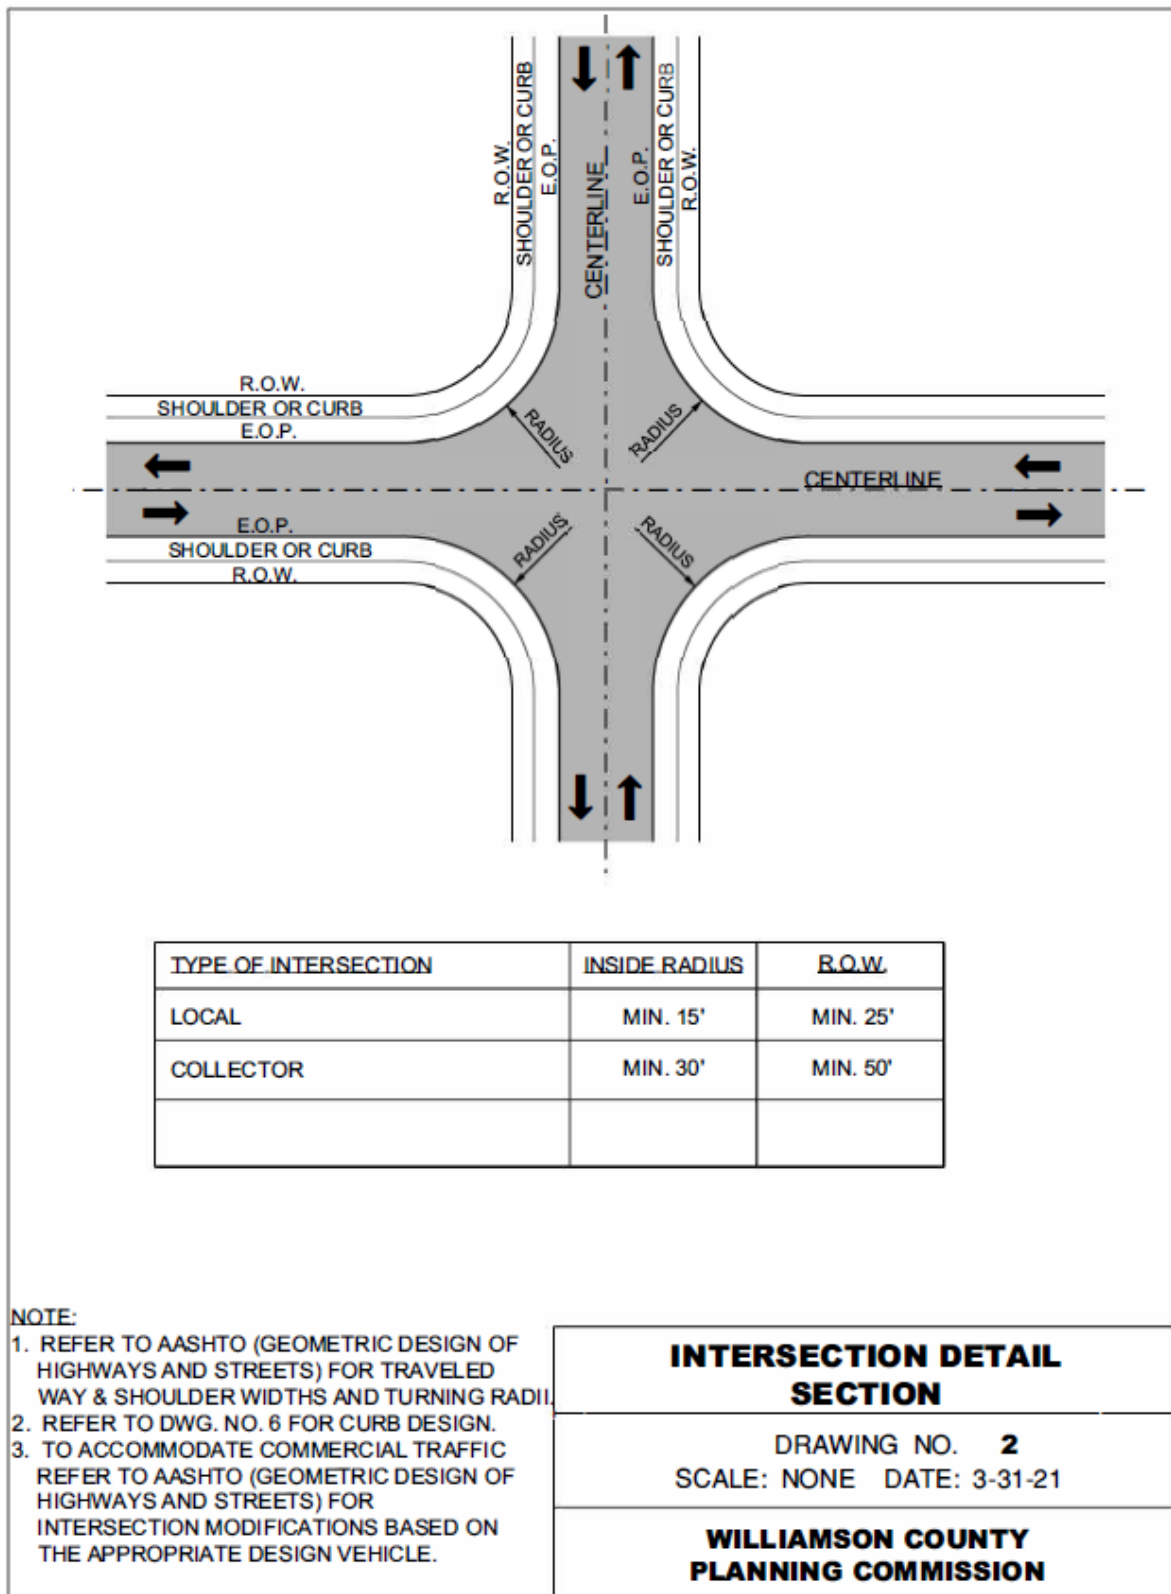 R.O.W.
SHOULDER OR CURB
E.O.P.
CENTERLINE
E.O.P.
SHOULDER OR CURB
R.O.W.
R.O.W.
SHOULDER OR CURB
E.O.P.
RADIUS
RADIUS
CENTERLINE
E.O.P.
SHOULDER OR CURB
R.O.W.
RADIUS
RADIUS
TYPE OF INTERSECTION INSIDE RADIUS R.O.W.
LOCAL MIN. 15' MIN. 25'
COLLECTOR MIN. 30' MIN. 50'
NOTE:
1. REFER TO AASHTO (GEOMETRIC DESIGN OF
HIGHWAYS AND STREETS) FOR TRAVELED
WAY & SHOULDER WIDTHS AND TURNING RADII.
2. REFER TO DWG. NO. 6 FOR CURB DESIGN.
3. TO ACCOMMODATE COMMERCIAL TRAFFIC
REFER TO AASHTO (GEOMETRIC DESIGN OF
HIGHWAYS AND STREETS) FOR
INTERSECTION MODIFICATIONS BASED ON
THE APPROPRIATE DESIGN VEHICLE.
INTERSECTION DETAIL
SECTION
DRAWING NO. 2
SCALE: NONE DATE: 3-31-21
WILLIAMSON COUNTY
PLANNING COMMISSION